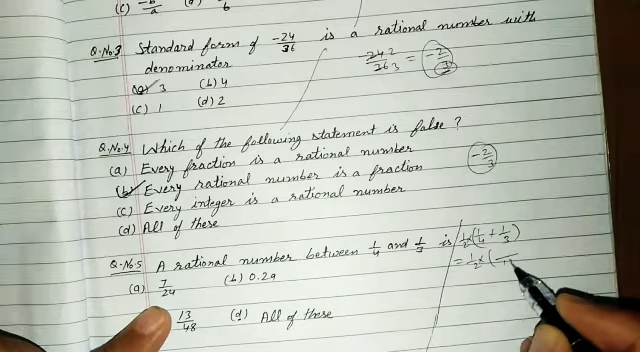 (c) -b/a (d) /b
Q.No.3 Standard form of -24/36 is a rational number with
denominator
(a) 3 (b) 4
(c) 1 (d) 2
242/363 = -2/3
Q.No.4 Which of the following statement is false ?
(a) Every fraction is a rational number
(b) Every rational number is a fraction
(c) Every integer is a rational number
(d) All of these
-2/3
Q.No.5 A rational number between 1/4 and 1/3 is
(a) 7/24 (b) 0.29
13/48 (d) All of these
1/2×(1/4+1/3)
= 1/2×(